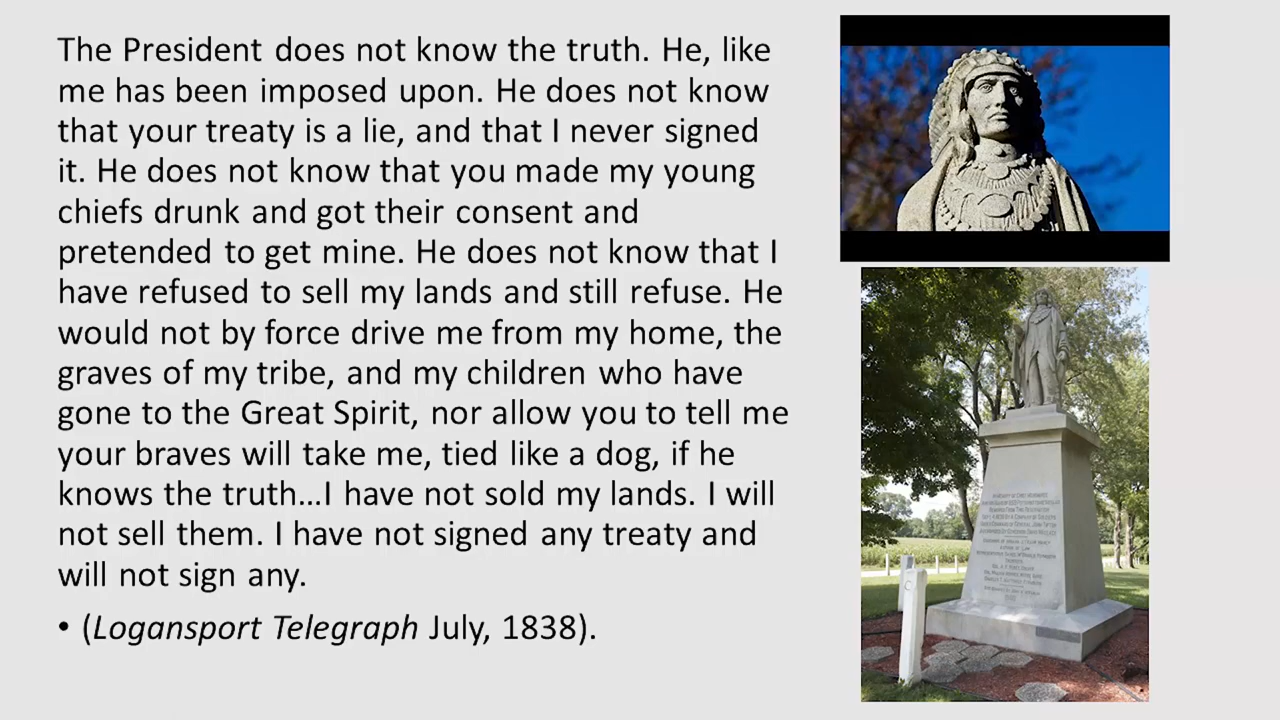 The President does not know the truth. He, like
me has been imposed upon. He does not know
that your treaty is a lie, and that I never signed
it. He does not know that you made my young
chiefs drunk and got their consent and
pretended to get mine. He does not know that I
have refused to sell my lands and still refuse. He
would not by force drive me from my home, the
graves of my tribe, and my children who have
gone to the Great Spirit, nor allow you to tell me
your braves will take me, tied like a dog, if he
knows the truth...I have not sold my lands. I will
not sell them. I have not signed any treaty and
will not sign any.
• (Logansport Telegraph July, 1838).